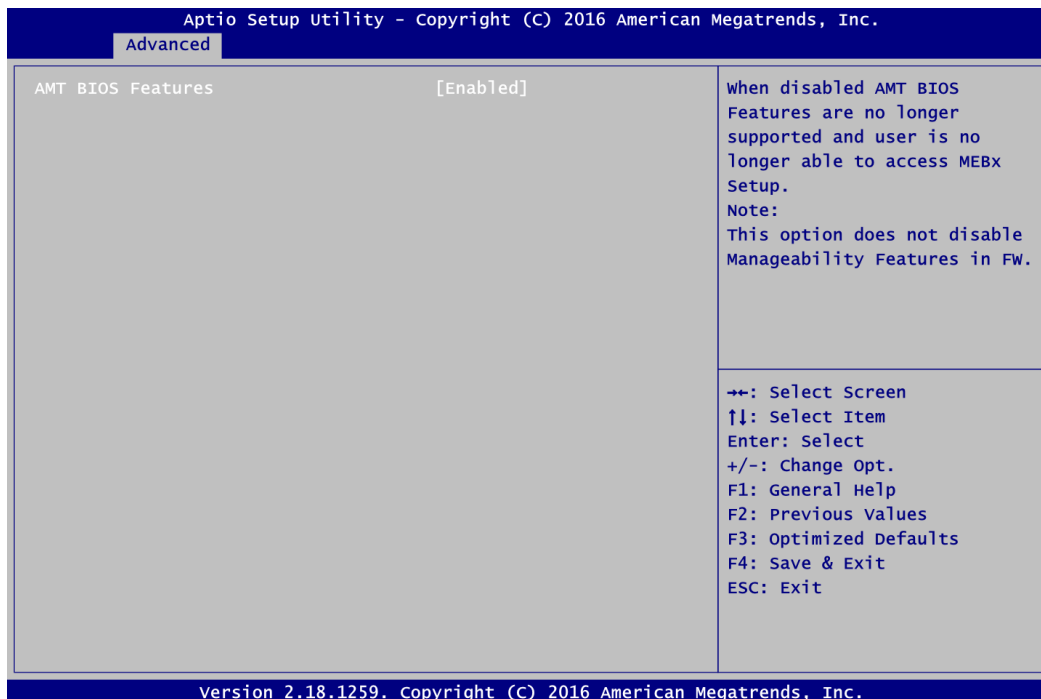 Aptio Setup Utility – Copyright (C) 2016 American Megatrends, Inc.
Advanced
AMT BIOS Features [Enabled]
When disabled AMT BIOS
Features are no longer
supported and user is no
longer able to access MEBx
Setup.
Note:
This option does not disable
Manageability Features in FW.
→←: Select Screen
↑↓: Select Item
Enter: Select
+/-: Change Opt.
F1: General Help
F2: Previous Values
F3: Optimized Defaults
F4: Save & Exit
ESC: Exit
Version 2.18.1259. Copyright (C) 2016 American Megatrends, Inc.